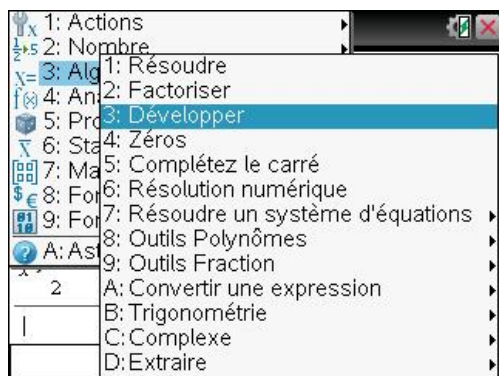 1: Actions
2: Nombre
3: Alg
4: An
5: Pro
6: Sta
7: Ma
8: For
9: For
A: Ast
1: Résoudre
2: Factoriser
3: Développer
4: Zéros
5: Complétez le carré
6: Résolution numérique
7: Résoudre un système d'équations
8: Outils Polynômes
9: Outils Fraction
A: Convertir une expression
B: Trigonométrie
C: Complexe
D: Extraire
2